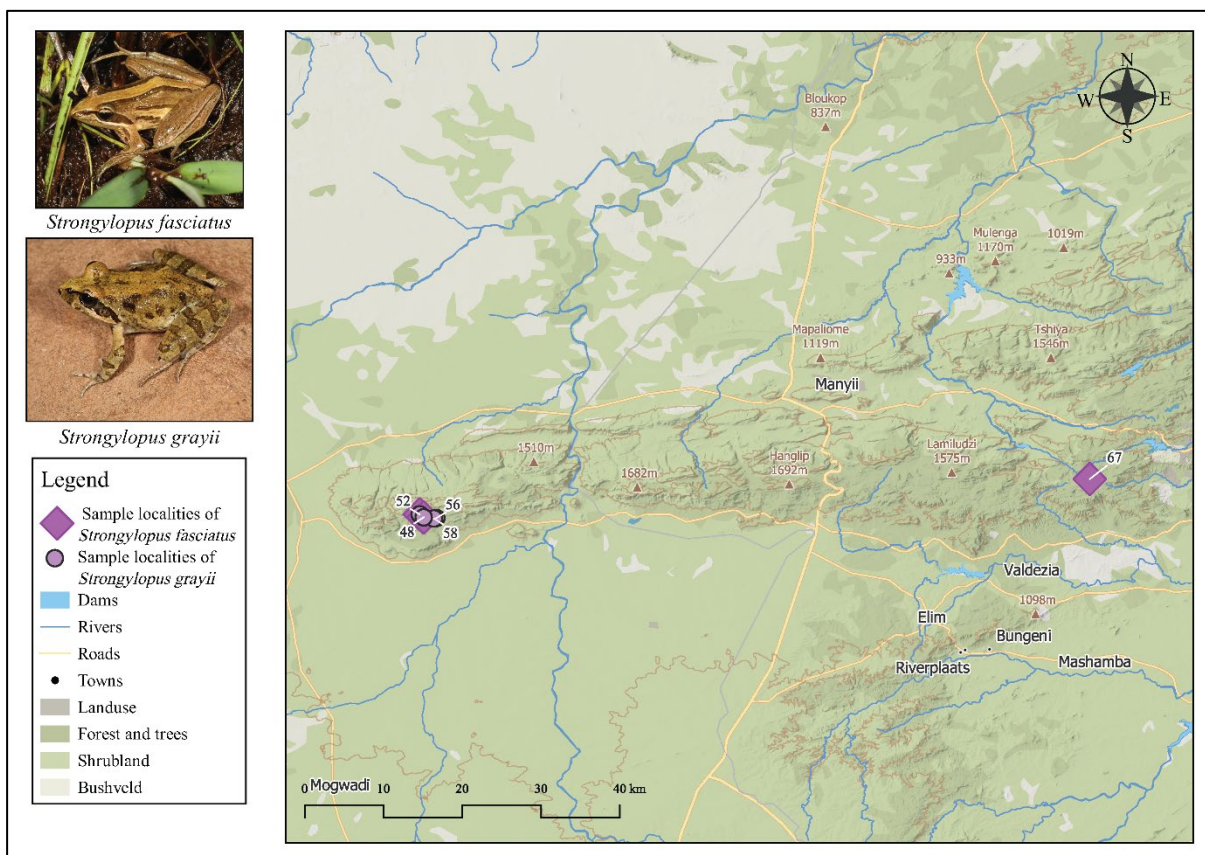 Strongylopus fasciatus
Strongylopus grayii
Legend
Sample localities of
Strongylopus fasciatus
Sample localities of
Strongylopus grayii
Dams
Rivers
Roads
Towns
Landuse
Forest and trees
Shrubland
Bushveld
N
W
E
S
Bloukop
837m
Mulenga
1170m
1019m
933m
Mapaliome
1119m
Tshiya
1546m
Manyii
1510m
1682m
Hanglip
1692m
Lamiludzi
1575m
67
52
56
48
58
Valdezia
1098m
Elim
Bungeni
Riverplaats
Mashamba
Mogwadi
0
10
20
30
40 km